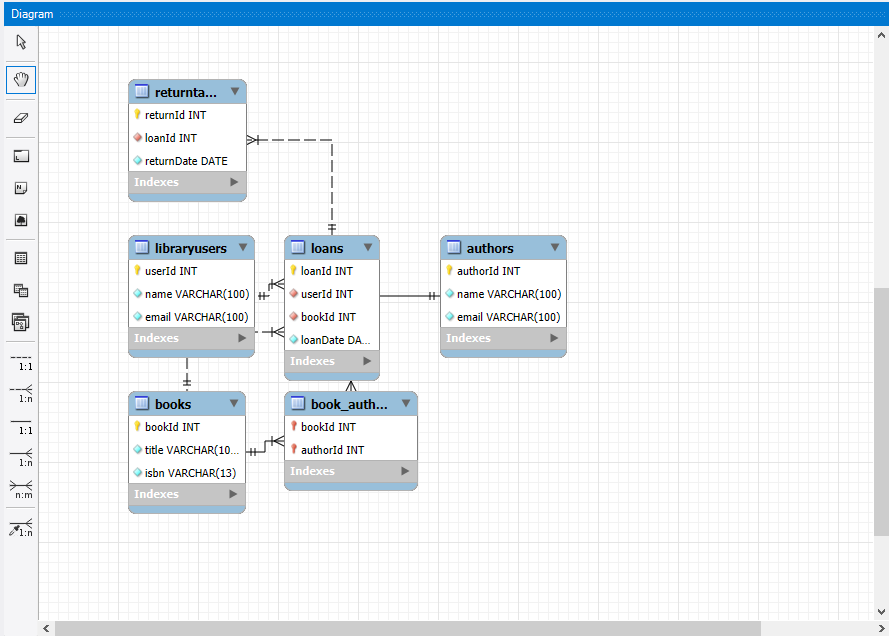 Diagram
returnta...
returnId INT
loanId INT
returnDate DATE
Indexes
libraryusers
userId INT
name VARCHAR(100)
email VARCHAR(100)
Indexes
loans
loanId INT
userId INT
bookId INT
loanDate DA...
Indexes
authors
authorId INT
name VARCHAR(100)
email VARCHAR(100)
Indexes
books
bookId INT
title VARCHAR(10...
isbn VARCHAR(13)
Indexes
book_auth...
bookId INT
authorId INT
Indexes
1:1
1:n
1:1
1:n
n:m
1:n